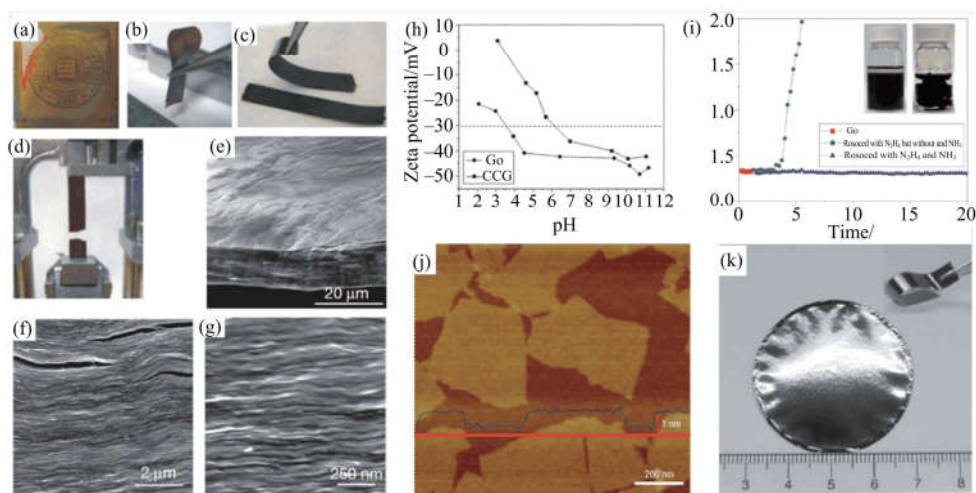 (a)
(b)
(c)
(d)
(e)
20 μm
(f)
2 μm
(g)
250 nm
(h)
Zeta potential/mV
10
0
−10
−20
−30
−40
−50
Go
CCG
1 2 3 4 5 6 7 8 9 10 11 12
pH
(i)
2.0
1.5
1.0
1.5
Go
Rosoced with N₂H₄ but without and NH₃
Rosoced with N₂H₄ and NH₃
0 5 10 15 20
Time/
(j)
1 nm
200 nm
(k)
3 4 5 6 7 8